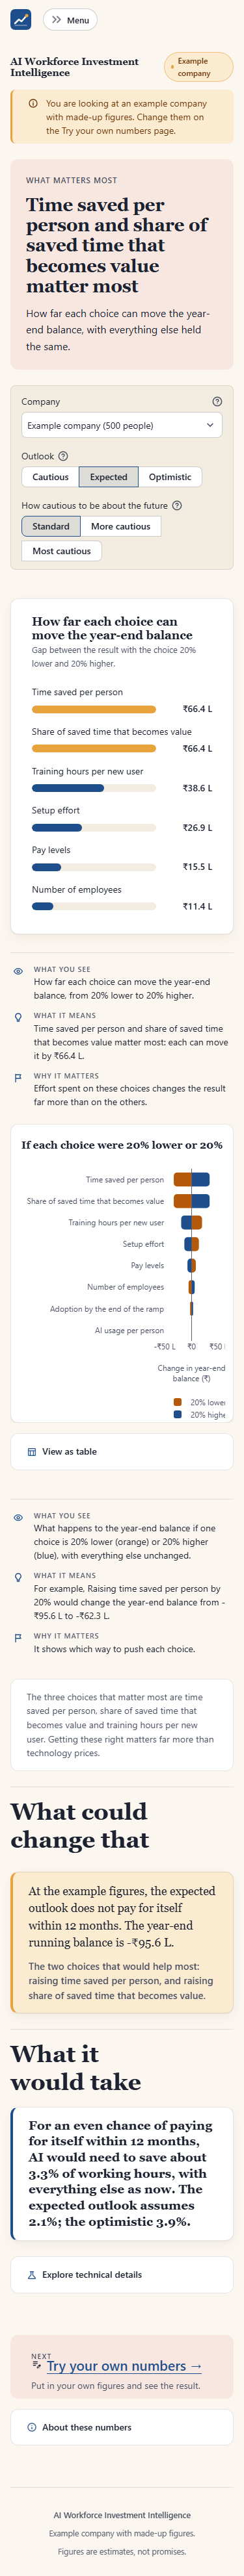 Menu
AI Workforce Investment
Intelligence
Example
company
You are looking at an example company
with made-up figures. Change them on
the Try your own numbers page.
WHAT MATTERS MOST
Time saved per
person and share of
saved time that
becomes value
matter most
How far each choice can move the year-
end balance, with everything else held
the same.
Company
Example company (500 people)
Outlook
Cautious
Expected
Optimistic
How cautious to be about the future
Standard
More cautious
Most cautious
How far each choice can
move the year-end balance
Gap between the result with the choice 20%
lower and 20% higher.
Time saved per person
₹66.4 L
Share of saved time that becomes value
₹66.4 L
Training hours per new user
₹38.6 L
Setup effort
₹26.9 L
Pay levels
₹15.5 L
Number of employees
₹11.4 L
WHAT YOU SEE
How far each choice can move the year-end
balance, from 20% lower to 20% higher.
WHAT IT MEANS
Time saved per person and share of saved time
that becomes value matter most: each can move
it by ₹66.4 L.
WHY IT MATTERS
Effort spent on these choices changes the result
far more than on the others.
If each choice were 20% lower or 20%
Time saved per person
Share of saved time that becomes value
Training hours per new user
Setup effort
Pay levels
Number of employees
Adoption by the end of the ramp
AI usage per person
-₹50 L
₹0
₹50
Change in year-end
balance (₹)
20% lower
20% highe
View as table
WHAT YOU SEE
What happens to the year-end balance if one
choice is 20% lower (orange) or 20% higher
(blue), with everything else unchanged.
WHAT IT MEANS
For example, Raising time saved per person by
20% would change the year-end balance from -
₹95.6 L to -₹62.3 L.
WHY IT MATTERS
It shows which way to push each choice.
The three choices that matter most are time
saved per person, share of saved time that
becomes value and training hours per new
user. Getting these right matters far more than
technology prices.
What could
change that
At the example figures, the expected
outlook does not pay for itself
within 12 months. The year-end
running balance is -₹95.6 L.
The two choices that would help most:
raising time saved per person, and raising
share of saved time that becomes value.
What it
would take
For an even chance of paying
for itself within 12 months,
AI would need to save about
3.3% of working hours, with
everything else as now. The
expected outlook assumes
2.1%; the optimistic 3.9%.
Explore technical details
NEXT
Try your own numbers →
Put in your own figures and see the result.
About these numbers
AI Workforce Investment Intelligence
Example company with made-up figures.
Figures are estimates, not promises.